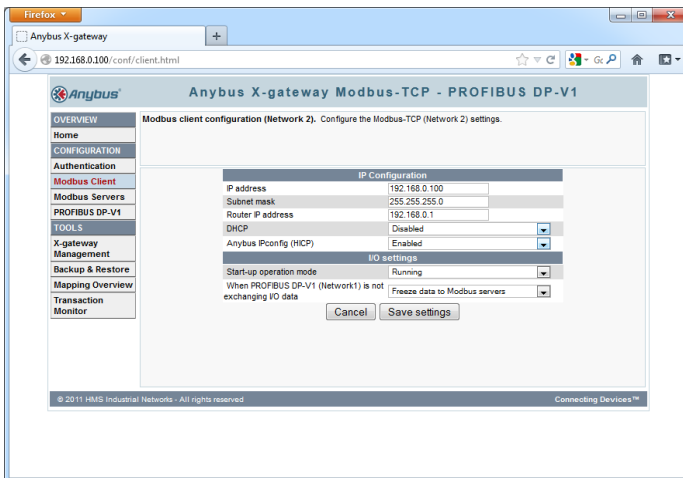 Firefox
Anybus X-gateway
192.168.0.100/conf/client.html
Anybus
Anybus X-gateway Modbus-TCP - PROFIBUS DP-V1
OVERVIEW
Home
CONFIGURATION
Authentication
Modbus Client
Modbus Servers
PROFIBUS DP-V1
TOOLS
X-gateway
Management
Backup & Restore
Mapping Overview
Transaction
Monitor
Modbus client configuration (Network 2). Configure the Modbus-TCP (Network 2) settings.
IP Configuration
IP address 192.168.0.100
Subnet mask 255.255.255.0
Router IP address 192.168.0.1
DHCP Disabled
Anybus IPconfig (HICP) Enabled
I/O settings
Start-up operation mode Running
When PROFIBUS DP-V1 (Network1) is not
exchanging I/O data Freeze data to Modbus servers
Cancel Save settings
© 2011 HMS Industrial Networks - All rights reserved Connecting Devices™